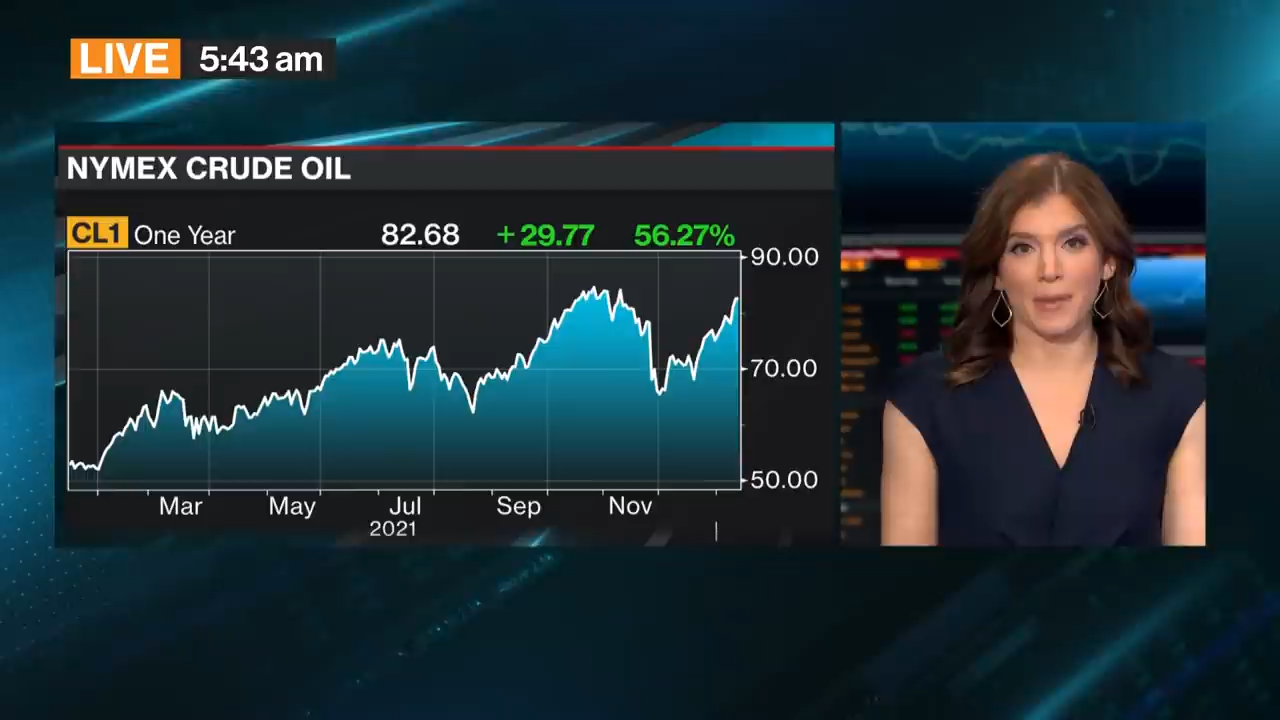 LIVE 5:43 am
NYMEX CRUDE OIL
CL1 One Year 82.68 +29.77 56.27%
90.00
70.00
50.00
Mar May Jul Sep Nov
2021